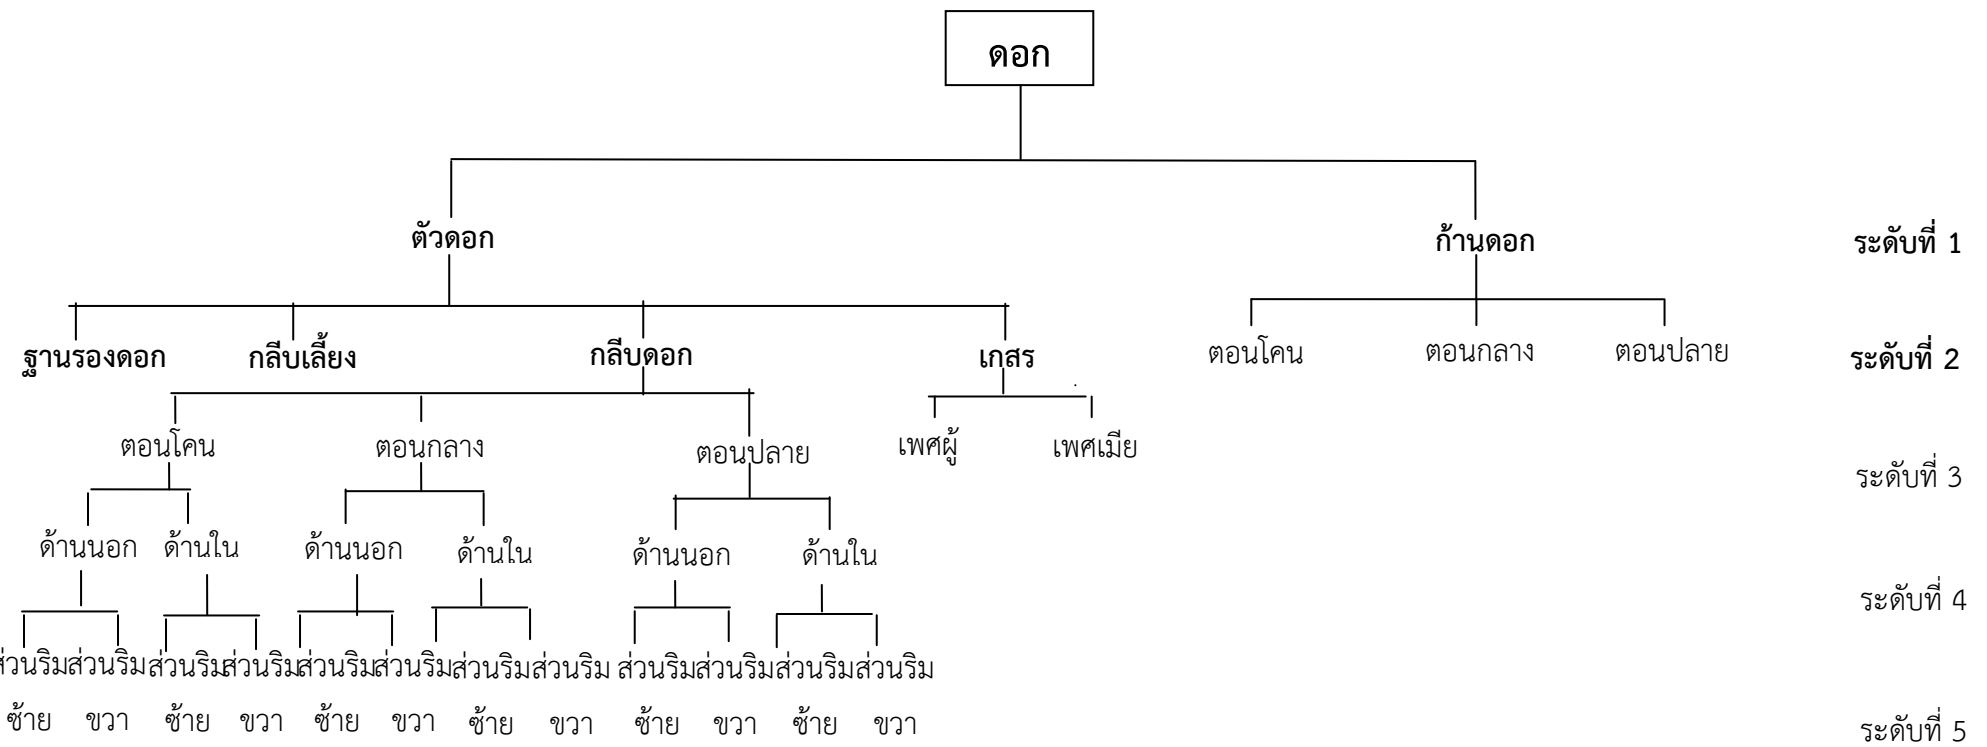 ดอก
ตัวดอก ก้านดอก ระดับที่ 1
ฐานรองดอก กลีบเลี้ยง กลีบดอก เกสร ตอนโคน ตอนกลาง ตอนปลาย ระดับที่ 2
ตอนโคน ตอนกลาง ตอนปลาย เพศผู้ เพศเมีย ระดับที่ 3
ด้านนอก ด้านใน ด้านนอก ด้านใน ด้านนอก ด้านใน ระดับที่ 4
ส่วนริม ส่วนริม ส่วนริม ส่วนริม ส่วนริม ส่วนริม ส่วนริม ส่วนริม ส่วนริม ส่วนริม ส่วนริม ส่วนริม
ซ้าย ขวา ซ้าย ขวา ซ้าย ขวา ซ้าย ขวา ซ้าย ขวา ซ้าย ขวา ระดับที่ 5